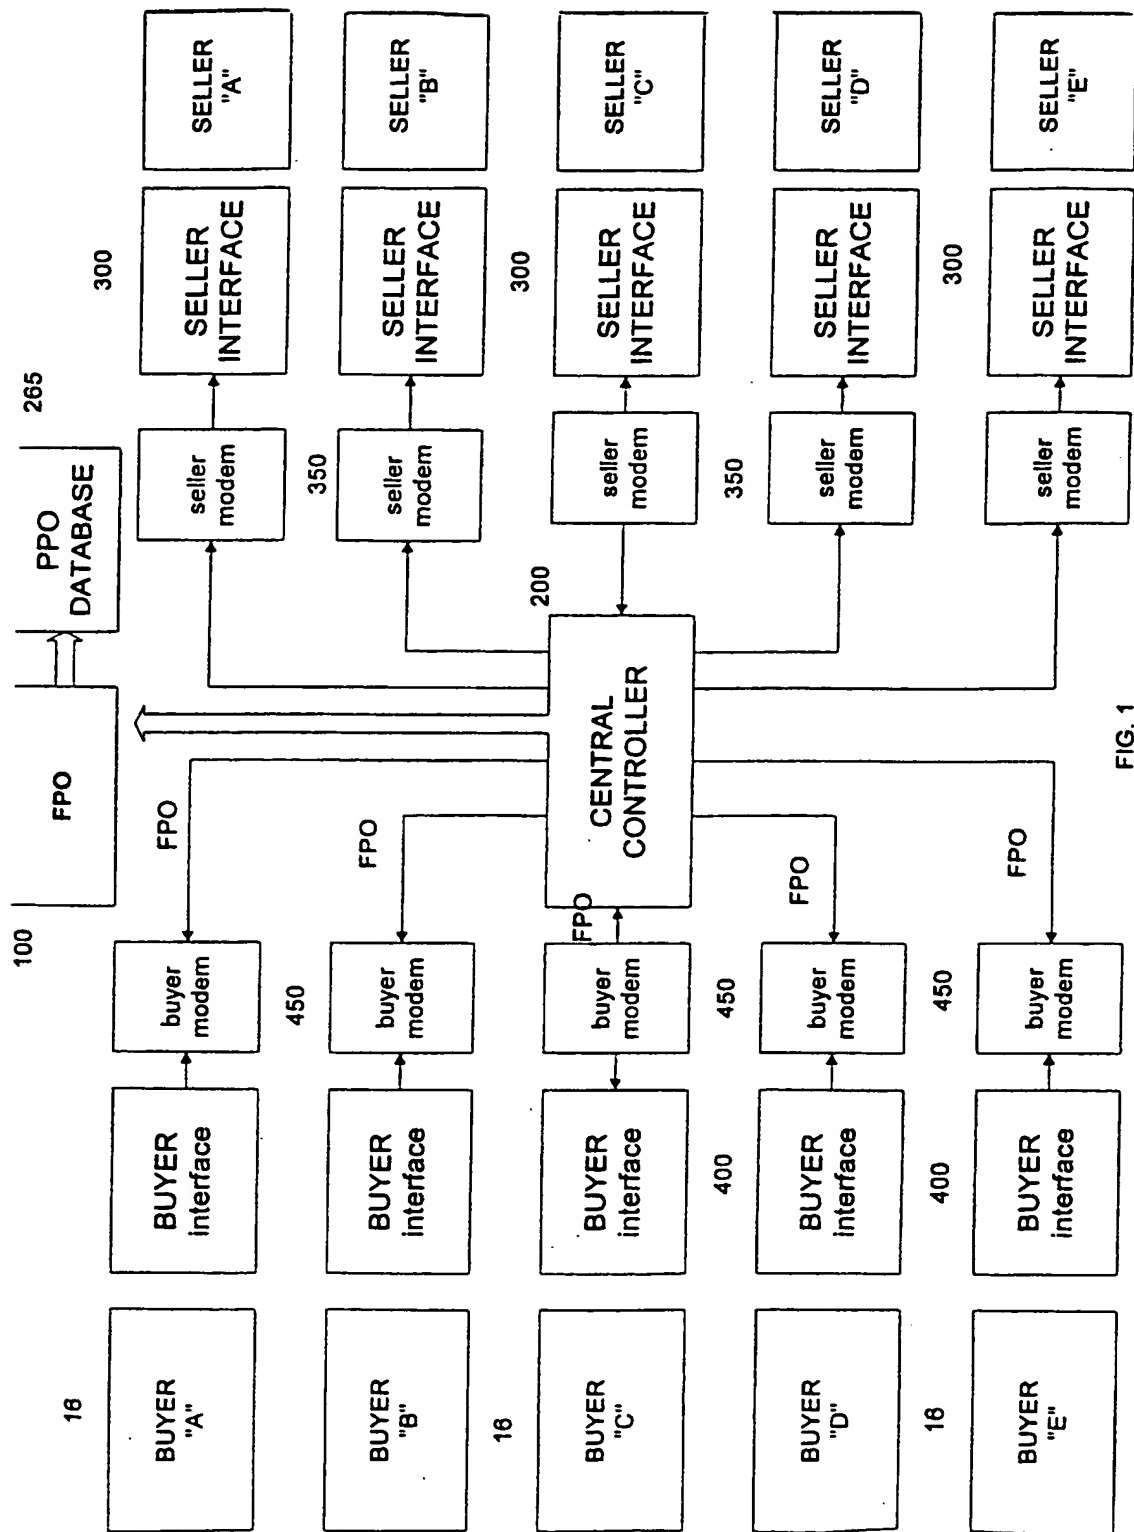 100
FPO
PPO
DATABASE
265
16
300
BUYER
"A"
BUYER
interface
buyer
modem
FPO
seller
modem
SELLER
INTERFACE
SELLER
"A"
450
350
BUYER
"B"
BUYER
interface
buyer
modem
FPO
seller
modem
SELLER
INTERFACE
SELLER
"B"
16
200
300
BUYER
"C"
BUYER
interface
buyer
modem
FPO
CENTRAL
CONTROLLER
seller
modem
SELLER
INTERFACE
SELLER
"C"
400
450
350
BUYER
"D"
BUYER
interface
buyer
modem
FPO
seller
modem
SELLER
INTERFACE
SELLER
"D"
16
400
450
300
BUYER
"E"
BUYER
interface
buyer
modem
FPO
seller
modem
SELLER
INTERFACE
SELLER
"E"
FIG. 1